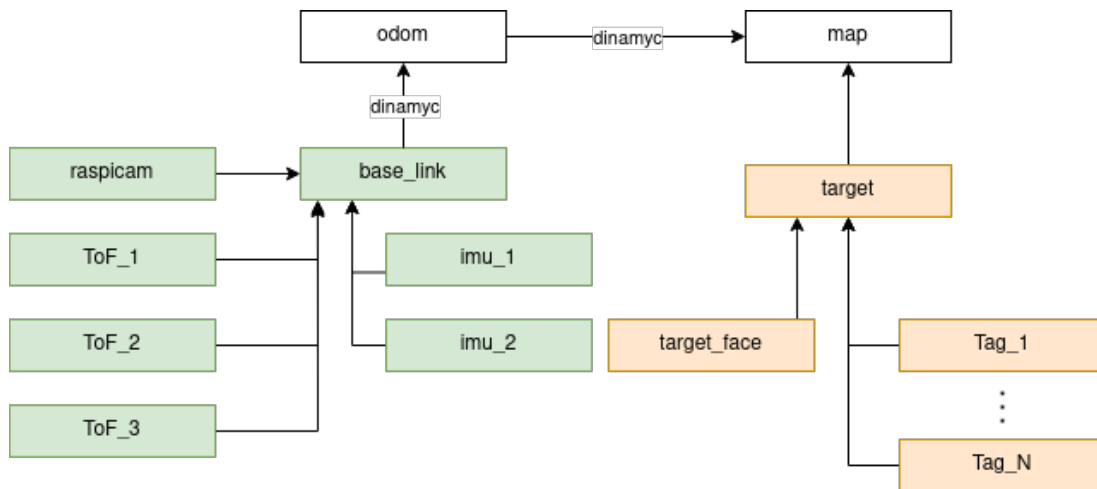 odom
dinamyc
map
dinamyc
raspicam
base_link
target
ToF_1
imu_1
ToF_2
imu_2
target_face
Tag_1
ToF_3
Tag_N